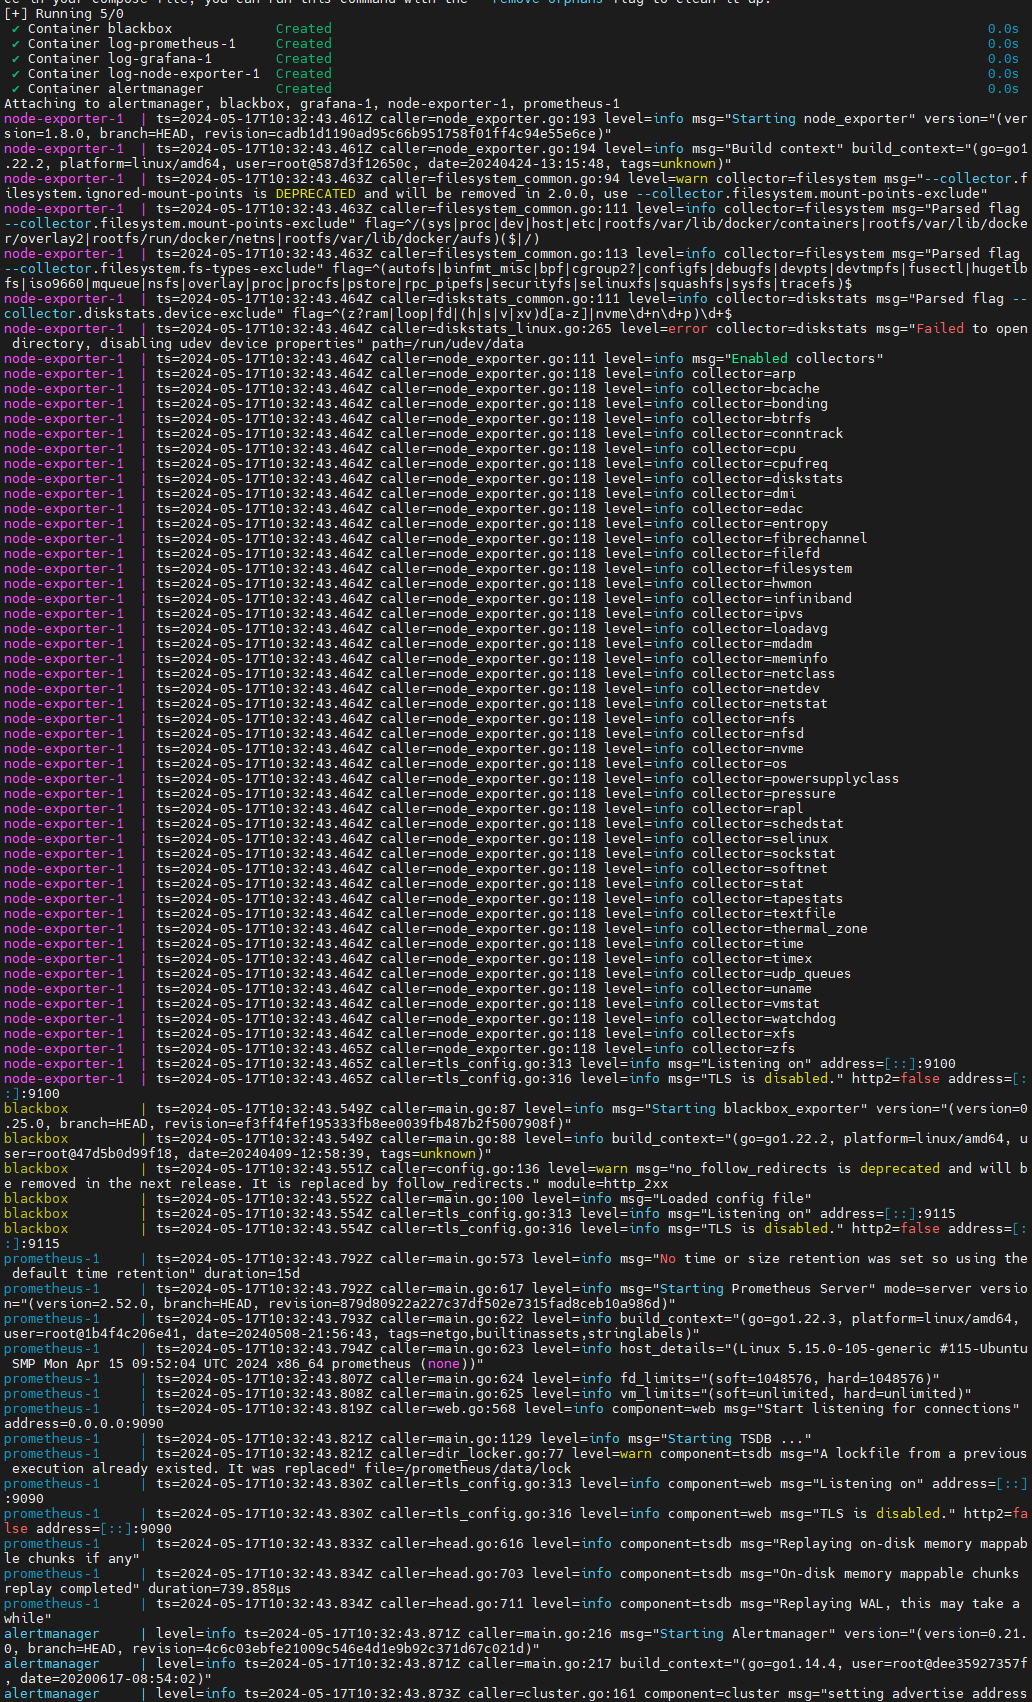 ce in your compose file, you can run this command with the --remove-orphans flag to clean it up.
[+] Running 5/0
✔ Container blackbox Created 0.0s
✔ Container log-prometheus-1 Created 0.0s
✔ Container log-grafana-1 Created 0.0s
✔ Container log-node-exporter-1 Created 0.0s
✔ Container alertmanager Created 0.0s
Attaching to alertmanager, blackbox, grafana-1, node-exporter-1, prometheus-1
node-exporter-1 | ts=2024-05-17T10:32:43.461Z caller=node_exporter.go:193 level=info msg="Starting node_exporter" version="(ver
sion=1.8.0, branch=HEAD, revision=cadb1d1190ad95c66b951758f01ff4c94e55e6ce)"
node-exporter-1 | ts=2024-05-17T10:32:43.461Z caller=node_exporter.go:194 level=info msg="Build context" build_context="(go=go1
.22.2, platform=linux/amd64, user=root@587d3f12650c, date=20240424-13:15:48, tags=unknown)"
node-exporter-1 | ts=2024-05-17T10:32:43.463Z caller=filesystem_common.go:94 level=warn collector=filesystem msg="--collector.f
ilesystem.ignored-mount-points is DEPRECATED and will be removed in 2.0.0, use --collector.filesystem.mount-points-exclude"
node-exporter-1 | ts=2024-05-17T10:32:43.463Z caller=filesystem_common.go:111 level=info collector=filesystem msg="Parsed flag
--collector.filesystem.mount-points-exclude" flag=^/(sys|proc|dev|host|etc|rootfs/var/lib/docker/containers|rootfs/var/lib/docke
r/overlay2|rootfs/run/docker/netns|rootfs/var/lib/docker/aufs)($|/)
node-exporter-1 | ts=2024-05-17T10:32:43.463Z caller=filesystem_common.go:113 level=info collector=filesystem msg="Parsed flag
--collector.filesystem.fs-types-exclude" flag=^(autofs|binfmt_misc|bpf|cgroup2?|configfs|debugfs|devpts|devtmpfs|fusectl|hugetlb
fs|iso9660|mqueue|nsfs|overlay|proc|procfs|pstore|rpc_pipefs|securityfs|selinuxfs|squashfs|sysfs|tracefs)$
node-exporter-1 | ts=2024-05-17T10:32:43.464Z caller=diskstats_common.go:111 level=info collector=diskstats msg="Parsed flag --
collector.diskstats.device-exclude" flag=^(z?ram|loop|fd|(h|s|v|xv)d[a-z]|nvme\d+n\d+p)\d+$
node-exporter-1 | ts=2024-05-17T10:32:43.464Z caller=diskstats_linux.go:265 level=error collector=diskstats msg="Failed to open
directory, disabling udev device properties" path=/run/udev/data
node-exporter-1 | ts=2024-05-17T10:32:43.464Z caller=node_exporter.go:111 level=info msg="Enabled collectors"
node-exporter-1 | ts=2024-05-17T10:32:43.464Z caller=node_exporter.go:118 level=info collector=arp
node-exporter-1 | ts=2024-05-17T10:32:43.464Z caller=node_exporter.go:118 level=info collector=bcache
node-exporter-1 | ts=2024-05-17T10:32:43.464Z caller=node_exporter.go:118 level=info collector=bonding
node-exporter-1 | ts=2024-05-17T10:32:43.464Z caller=node_exporter.go:118 level=info collector=btrfs
node-exporter-1 | ts=2024-05-17T10:32:43.464Z caller=node_exporter.go:118 level=info collector=conntrack
node-exporter-1 | ts=2024-05-17T10:32:43.464Z caller=node_exporter.go:118 level=info collector=cpu
node-exporter-1 | ts=2024-05-17T10:32:43.464Z caller=node_exporter.go:118 level=info collector=cpufreq
node-exporter-1 | ts=2024-05-17T10:32:43.464Z caller=node_exporter.go:118 level=info collector=diskstats
node-exporter-1 | ts=2024-05-17T10:32:43.464Z caller=node_exporter.go:118 level=info collector=dmi
node-exporter-1 | ts=2024-05-17T10:32:43.464Z caller=node_exporter.go:118 level=info collector=edac
node-exporter-1 | ts=2024-05-17T10:32:43.464Z caller=node_exporter.go:118 level=info collector=entropy
node-exporter-1 | ts=2024-05-17T10:32:43.464Z caller=node_exporter.go:118 level=info collector=fibrechannel
node-exporter-1 | ts=2024-05-17T10:32:43.464Z caller=node_exporter.go:118 level=info collector=filefd
node-exporter-1 | ts=2024-05-17T10:32:43.464Z caller=node_exporter.go:118 level=info collector=filesystem
node-exporter-1 | ts=2024-05-17T10:32:43.464Z caller=node_exporter.go:118 level=info collector=hwmon
node-exporter-1 | ts=2024-05-17T10:32:43.464Z caller=node_exporter.go:118 level=info collector=infiniband
node-exporter-1 | ts=2024-05-17T10:32:43.464Z caller=node_exporter.go:118 level=info collector=ipvs
node-exporter-1 | ts=2024-05-17T10:32:43.464Z caller=node_exporter.go:118 level=info collector=loadavg
node-exporter-1 | ts=2024-05-17T10:32:43.464Z caller=node_exporter.go:118 level=info collector=mdadm
node-exporter-1 | ts=2024-05-17T10:32:43.464Z caller=node_exporter.go:118 level=info collector=meminfo
node-exporter-1 | ts=2024-05-17T10:32:43.464Z caller=node_exporter.go:118 level=info collector=netclass
node-exporter-1 | ts=2024-05-17T10:32:43.464Z caller=node_exporter.go:118 level=info collector=netdev
node-exporter-1 | ts=2024-05-17T10:32:43.464Z caller=node_exporter.go:118 level=info collector=netstat
node-exporter-1 | ts=2024-05-17T10:32:43.464Z caller=node_exporter.go:118 level=info collector=nfs
node-exporter-1 | ts=2024-05-17T10:32:43.464Z caller=node_exporter.go:118 level=info collector=nfsd
node-exporter-1 | ts=2024-05-17T10:32:43.464Z caller=node_exporter.go:118 level=info collector=nvme
node-exporter-1 | ts=2024-05-17T10:32:43.464Z caller=node_exporter.go:118 level=info collector=os
node-exporter-1 | ts=2024-05-17T10:32:43.464Z caller=node_exporter.go:118 level=info collector=powersupplyclass
node-exporter-1 | ts=2024-05-17T10:32:43.464Z caller=node_exporter.go:118 level=info collector=pressure
node-exporter-1 | ts=2024-05-17T10:32:43.464Z caller=node_exporter.go:118 level=info collector=rapl
node-exporter-1 | ts=2024-05-17T10:32:43.464Z caller=node_exporter.go:118 level=info collector=schedstat
node-exporter-1 | ts=2024-05-17T10:32:43.464Z caller=node_exporter.go:118 level=info collector=selinux
node-exporter-1 | ts=2024-05-17T10:32:43.464Z caller=node_exporter.go:118 level=info collector=sockstat
node-exporter-1 | ts=2024-05-17T10:32:43.464Z caller=node_exporter.go:118 level=info collector=softnet
node-exporter-1 | ts=2024-05-17T10:32:43.464Z caller=node_exporter.go:118 level=info collector=stat
node-exporter-1 | ts=2024-05-17T10:32:43.464Z caller=node_exporter.go:118 level=info collector=tapestats
node-exporter-1 | ts=2024-05-17T10:32:43.464Z caller=node_exporter.go:118 level=info collector=textfile
node-exporter-1 | ts=2024-05-17T10:32:43.464Z caller=node_exporter.go:118 level=info collector=thermal_zone
node-exporter-1 | ts=2024-05-17T10:32:43.464Z caller=node_exporter.go:118 level=info collector=time
node-exporter-1 | ts=2024-05-17T10:32:43.464Z caller=node_exporter.go:118 level=info collector=timex
node-exporter-1 | ts=2024-05-17T10:32:43.464Z caller=node_exporter.go:118 level=info collector=udp_queues
node-exporter-1 | ts=2024-05-17T10:32:43.464Z caller=node_exporter.go:118 level=info collector=uname
node-exporter-1 | ts=2024-05-17T10:32:43.464Z caller=node_exporter.go:118 level=info collector=vmstat
node-exporter-1 | ts=2024-05-17T10:32:43.464Z caller=node_exporter.go:118 level=info collector=watchdog
node-exporter-1 | ts=2024-05-17T10:32:43.464Z caller=node_exporter.go:118 level=info collector=xfs
node-exporter-1 | ts=2024-05-17T10:32:43.465Z caller=node_exporter.go:118 level=info collector=zfs
node-exporter-1 | ts=2024-05-17T10:32:43.465Z caller=tls_config.go:313 level=info msg="Listening on" address=[::]:9100
node-exporter-1 | ts=2024-05-17T10:32:43.465Z caller=tls_config.go:316 level=info msg="TLS is disabled." http2=false address=[:
:]:9100
blackbox | ts=2024-05-17T10:32:43.549Z caller=main.go:87 level=info msg="Starting blackbox_exporter" version="(version=0
.25.0, branch=HEAD, revision=ef3ff4fef195333fb8ee0039fb487b2f5007908f)"
blackbox | ts=2024-05-17T10:32:43.549Z caller=main.go:88 level=info build_context="(go=go1.22.2, platform=linux/amd64, u
ser=root@47d5b0d99f18, date=20240409-12:58:39, tags=unknown)"
blackbox | ts=2024-05-17T10:32:43.551Z caller=config.go:136 level=warn msg="no_follow_redirects is deprecated and will b
e removed in the next release. It is replaced by follow_redirects." module=http_2xx
blackbox | ts=2024-05-17T10:32:43.552Z caller=main.go:100 level=info msg="Loaded config file"
blackbox | ts=2024-05-17T10:32:43.554Z caller=tls_config.go:313 level=info msg="Listening on" address=[::]:9115
blackbox | ts=2024-05-17T10:32:43.554Z caller=tls_config.go:316 level=info msg="TLS is disabled." http2=false address=[:
:]:9115
prometheus-1 | ts=2024-05-17T10:32:43.792Z caller=main.go:573 level=info msg="No time or size retention was set so using the
default time retention" duration=15d
prometheus-1 | ts=2024-05-17T10:32:43.792Z caller=main.go:617 level=info msg="Starting Prometheus Server" mode=server versio
n="(version=2.52.0, branch=HEAD, revision=879d80922a227c37df502e7315fad8ceb10a986d)"
prometheus-1 | ts=2024-05-17T10:32:43.793Z caller=main.go:622 level=info build_context="(go=go1.22.3, platform=linux/amd64,
user=root@1b4f4c206e41, date=20240508-21:56:43, tags=netgo,builtinassets,stringlabels)"
prometheus-1 | ts=2024-05-17T10:32:43.794Z caller=main.go:623 level=info host_details="(Linux 5.15.0-105-generic #115-Ubuntu
SMP Mon Apr 15 09:52:04 UTC 2024 x86_64 prometheus (none))"
prometheus-1 | ts=2024-05-17T10:32:43.807Z caller=main.go:624 level=info fd_limits="(soft=1048576, hard=1048576)"
prometheus-1 | ts=2024-05-17T10:32:43.808Z caller=main.go:625 level=info vm_limits="(soft=unlimited, hard=unlimited)"
prometheus-1 | ts=2024-05-17T10:32:43.819Z caller=web.go:568 level=info component=web msg="Start listening for connections"
address=0.0.0.0:9090
prometheus-1 | ts=2024-05-17T10:32:43.821Z caller=main.go:1129 level=info msg="Starting TSDB ..."
prometheus-1 | ts=2024-05-17T10:32:43.821Z caller=dir_locker.go:77 level=warn component=tsdb msg="A lockfile from a previous
execution already existed. It was replaced" file=/prometheus/data/lock
prometheus-1 | ts=2024-05-17T10:32:43.830Z caller=tls_config.go:313 level=info component=web msg="Listening on" address=[::]
:9090
prometheus-1 | ts=2024-05-17T10:32:43.830Z caller=tls_config.go:316 level=info component=web msg="TLS is disabled." http2=fa
lse address=[::]:9090
prometheus-1 | ts=2024-05-17T10:32:43.833Z caller=head.go:616 level=info component=tsdb msg="Replaying on-disk memory mappab
le chunks if any"
prometheus-1 | ts=2024-05-17T10:32:43.834Z caller=head.go:703 level=info component=tsdb msg="On-disk memory mappable chunks
replay completed" duration=739.858µs
prometheus-1 | ts=2024-05-17T10:32:43.834Z caller=head.go:711 level=info component=tsdb msg="Replaying WAL, this may take a
while"
alertmanager | level=info ts=2024-05-17T10:32:43.871Z caller=main.go:216 msg="Starting Alertmanager" version="(version=0.21.
0, branch=HEAD, revision=4c6c03ebfe21009c546e4d1e9b92c371d67c021d)"
alertmanager | level=info ts=2024-05-17T10:32:43.871Z caller=main.go:217 build_context="(go=go1.14.4, user=root@dee35927357f
, date=20200617-08:54:02)"
alertmanager | level=info ts=2024-05-17T10:32:43.873Z caller=cluster.go:161 component=cluster msg="setting advertise address